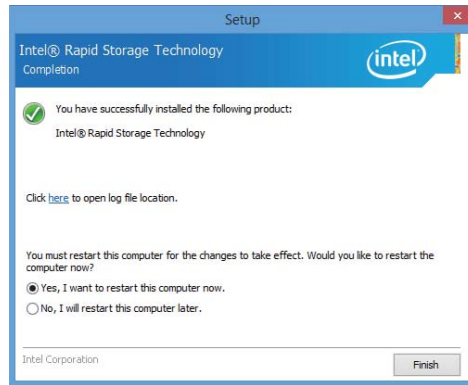 Setup
Intel® Rapid Storage Technology
Completion
intel
You have successfully installed the following product:
Intel® Rapid Storage Technology
Click here to open log file location.
You must restart this computer for the changes to take effect. Would you like to restart the
computer now?
Yes, I want to restart this computer now.
No, I will restart this computer later.
Intel Corporation
Finish